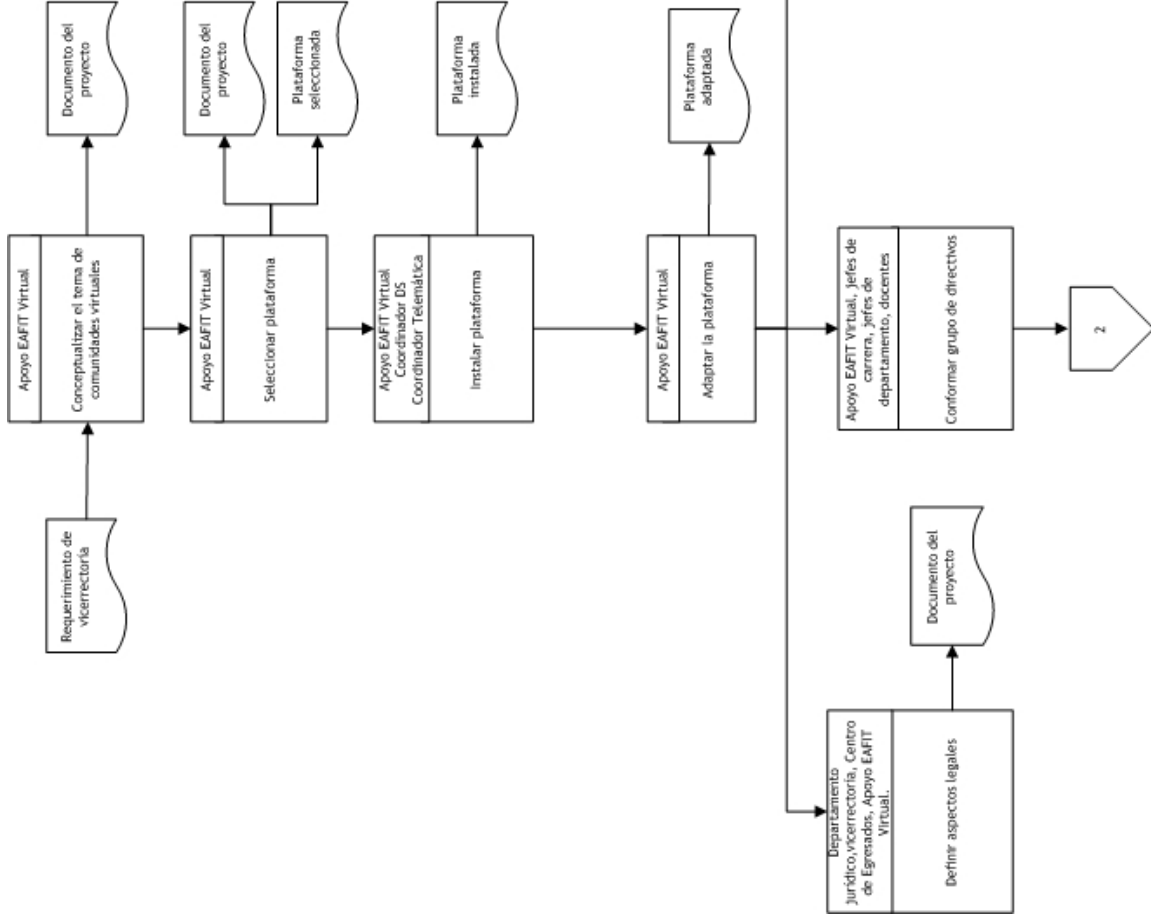 Requerimiento de
vicerrectoría
Apoyo EAFIT Virtual
Conceptualizar el tema de
comunidades virtuales
Documento del
proyecto
Apoyo EAFIT Virtual
Seleccionar plataforma
Documento del
proyecto
Plataforma
seleccionada
Apoyo EAFIT Virtual
Coordinador DS
Coordinador Telemática
Instalar plataforma
Plataforma
instalada
Apoyo EAFIT Virtual
Adaptar la plataforma
Plataforma
adaptada
Departamento
jurídico,vicerrectoría, Centro
de Egresados, Apoyo EAFIT
Virtual.
Definir aspectos legales
Documento del
proyecto
Apoyo EAFIT Virtual, jefes de
carrera, jefes de
departamento, docentes
Conformar grupo de directivos
2